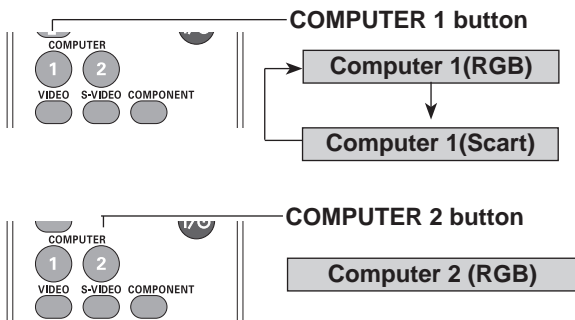 COMPUTER 1 button
COMPUTER
1 2
VIDEO S-VIDEO COMPONENT
Computer 1(RGB)
Computer 1(Scart)
COMPUTER 2 button
COMPUTER
1 2
VIDEO S-VIDEO COMPONENT
Computer 2 (RGB)